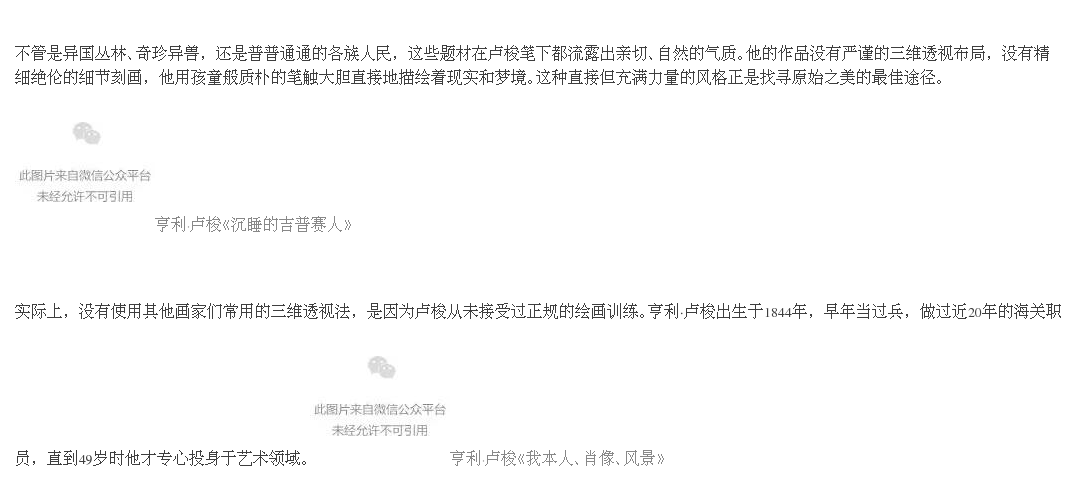 不管是异国丛林、奇珍异兽，还是普普通通的各族人民，这些题材在卢梭笔下都流露出亲切、自然的气质。他的作品没有严谨的三维透视布局，没有精
细绝伦的细节刻画，他用孩童般质朴的笔触大胆直接地描绘着现实和梦境。这种直接但充满力量的风格正是找寻原始之美的最佳途径。
此图片来自微信公众平台
未经允许不可引用
亨利·卢梭《沉睡的吉普赛人》
实际上，没有使用其他画家们常用的三维透视法，是因为卢梭从未接受过正规的绘画训练。亨利·卢梭出生于1844年，早年当过兵，做过近20年的海关职
此图片来自微信公众平台
未经允许不可引用
员，直到49岁时他才专心投身于艺术领域。 亨利·卢梭《我本人、肖像、风景》